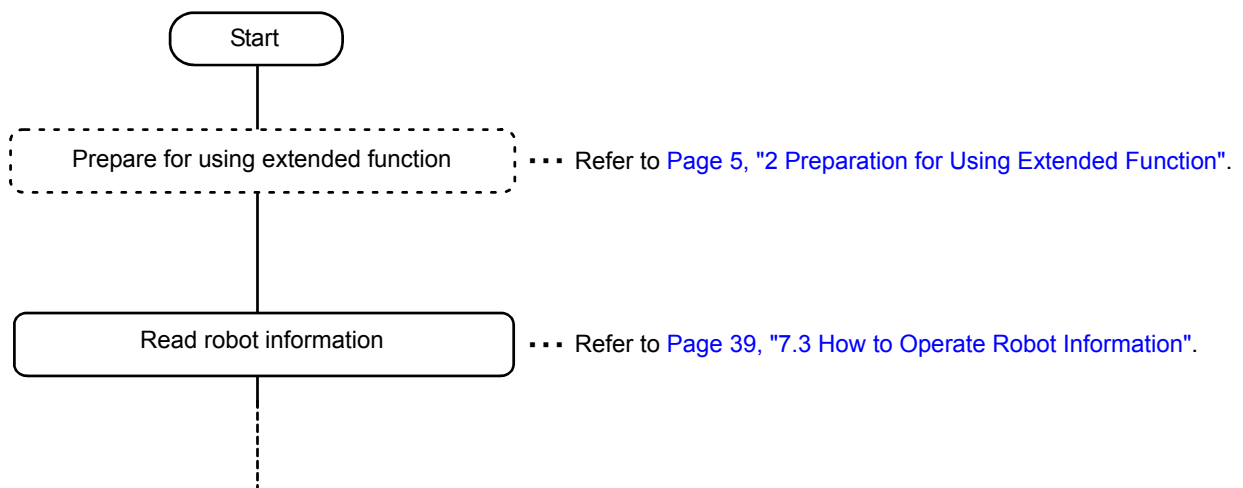 Start
Prepare for using extended function ··· Refer to Page 5, "2 Preparation for Using Extended Function".
Read robot information ··· Refer to Page 39, "7.3 How to Operate Robot Information".